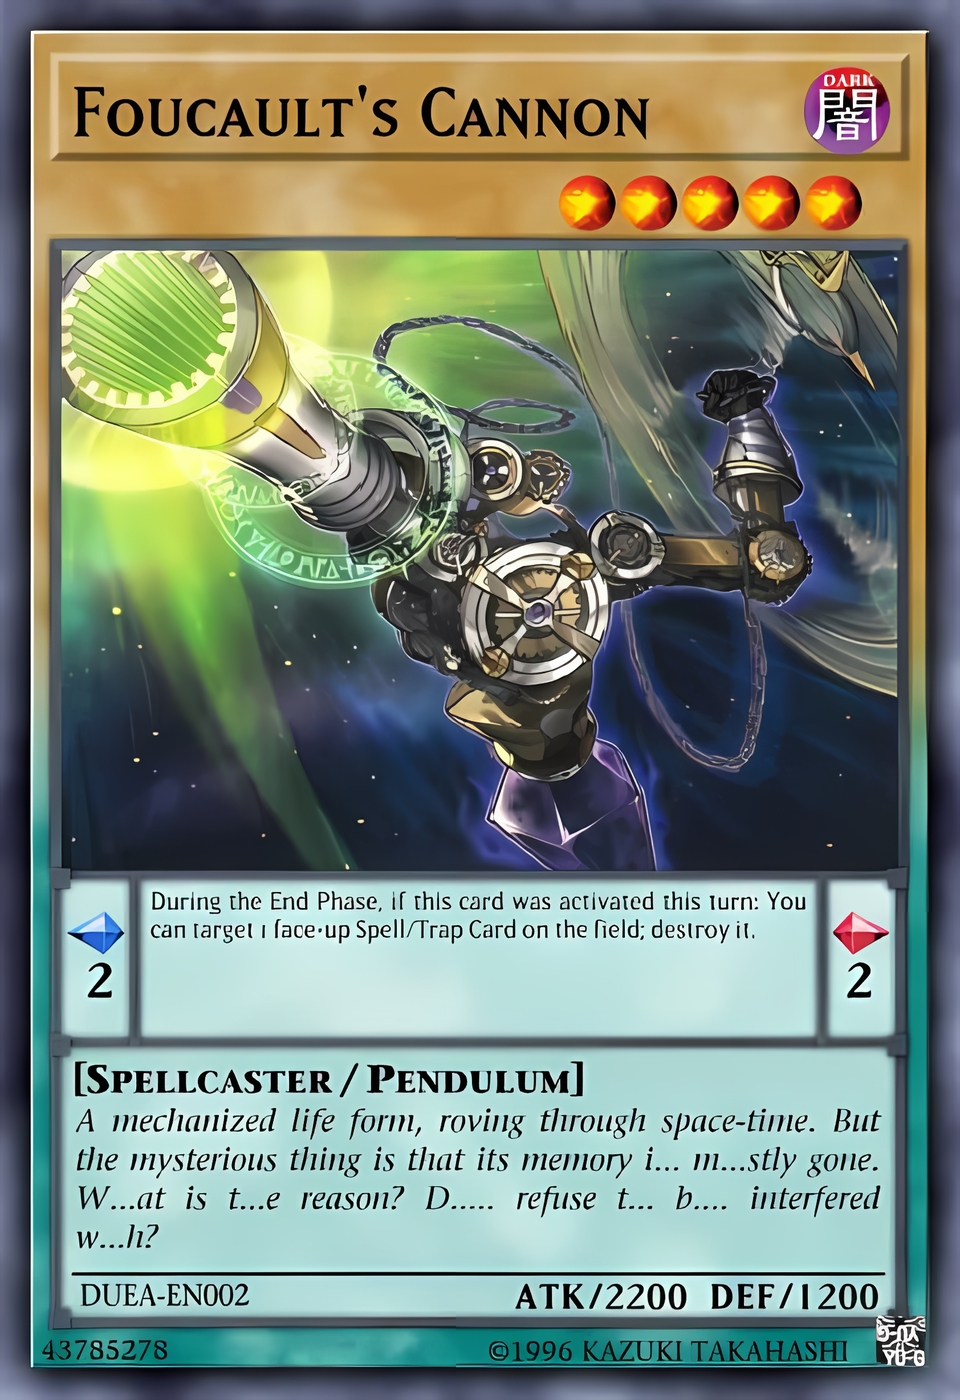 Foucault's Cannon
DARK
闇
During the End Phase, if this card was activated this turn: You
can target 1 face-up Spell/Trap Card on the field; destroy it.
2
2
[Spellcaster / Pendulum]
A mechanized life form, roving through space-time. But
the mysterious thing is that its memory i... m...stly gone.
W...at is t...e reason? D..... refuse t... b.... interfered
w...h?
DUEA-EN002
ATK/2200 DEF/1200
43785278
©1996 KAZUKI TAKAHASHI